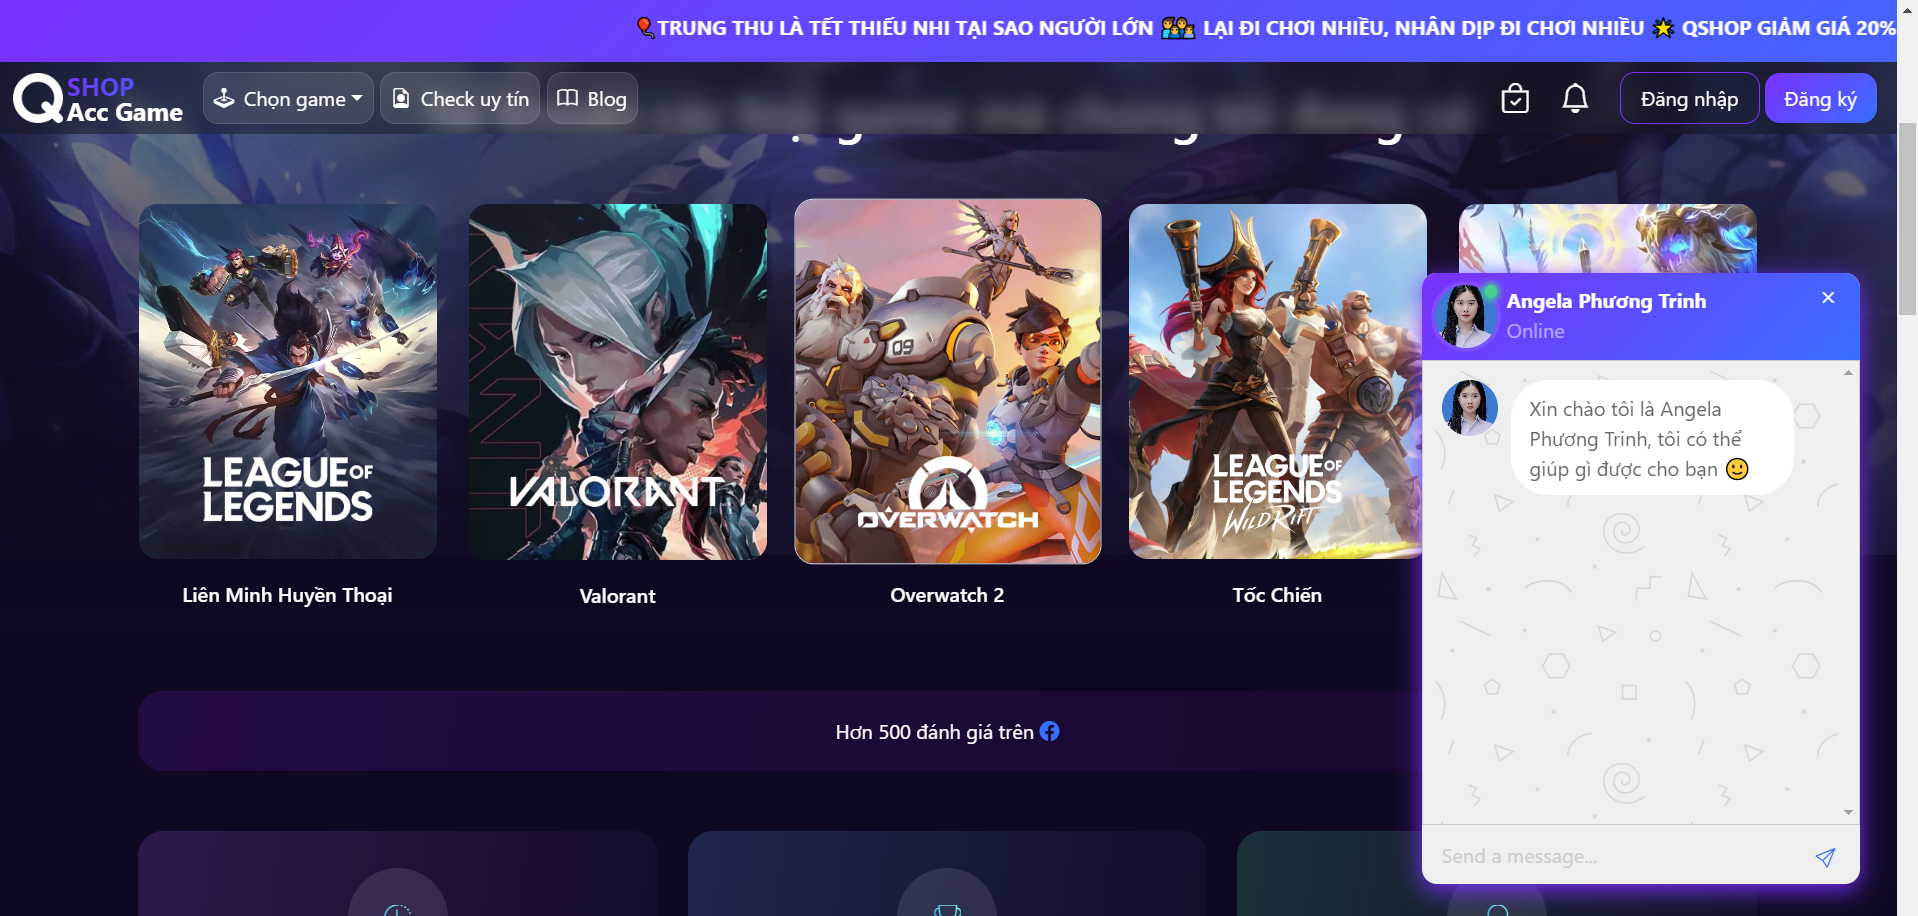 TRUNG THU LÀ TẾT THIẾU NHI TẠI SAO NGƯỜI LỚN 👨‍👩‍👧‍👦 LẠI ĐI CHƠI NHIỀU, NHÂN DỊP ĐI CHƠI NHIỀU 🌟 QSHOP GIẢM GIÁ 20%
Q SHOP
Acc Game
Chọn game
Check uy tín
Blog
Đăng nhập
Đăng ký
LEAGUE OF
LEGENDS
VALORANT
09
OVERWATCH
LEAGUE OF
LEGENDS
WILD RIFT
Liên Minh Huyền Thoại
Valorant
Overwatch 2
Tốc Chiến
Hơn 500 đánh giá trên
Angela Phương Trinh
Online
Xin chào tôi là Angela
Phương Trinh, tôi có thể
giúp gì được cho bạn 🙂
Send a message...